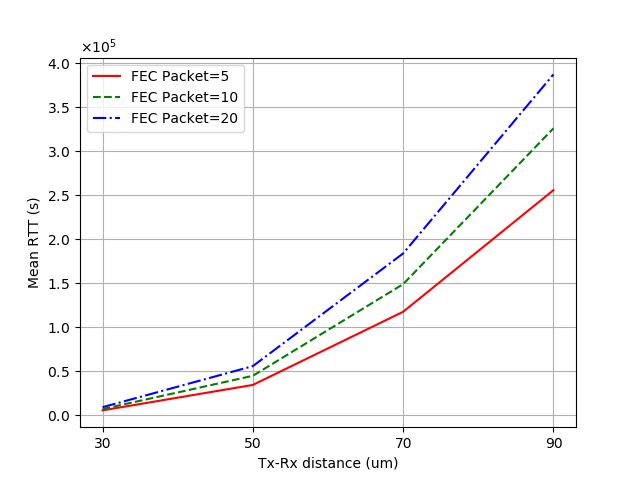 ×10⁵
4.0
3.5
3.0
2.5
2.0
1.5
1.0
0.5
0.0
Mean RTT (s)
FEC Packet=5
FEC Packet=10
FEC Packet=20
30 50 70 90
Tx-Rx distance (um)